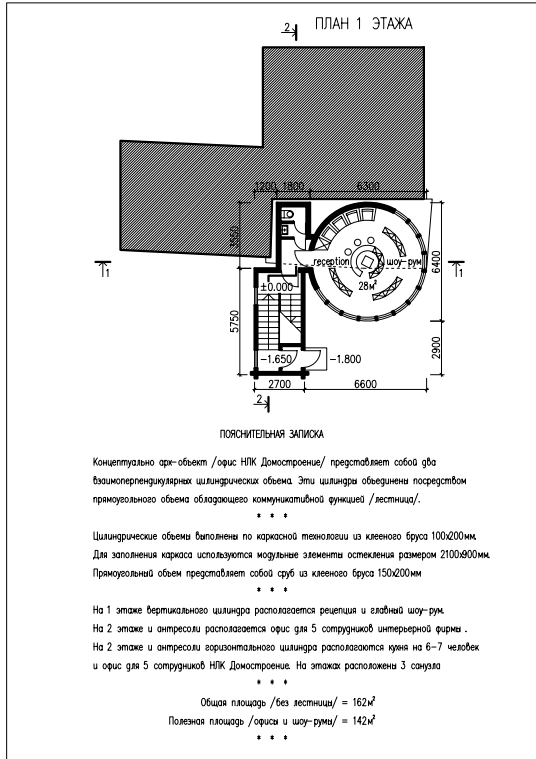 2 ПЛАН 1 ЭТАЖА
1200 1800 6300
3550
6400
reception шоу-рум
1 1
28м²
±0.000
5750
2900
-1.650 -1.800
2700 6600
2
ПОЯСНИТЕЛЬНАЯ ЗАПИСКА
Концептуально арх-объект /офис НЛК Домостроение/ представляет собой два
взаимоперпендикулярных цилиндрических объема. Эти цилиндры объединены посредством
прямоугольного объема обладающего коммуникативной функцией /лестница/.
* * *
Цилиндрические объемы выполнены по каркасной технологии из клееного бруса 100х200мм.
Для заполнения каркаса используются модульные элементы остекления размером 2100х900мм.
Прямоугольный объем представляет собой сруб из клееного бруса 150х200мм
* * *
На 1 этаже вертикального цилиндра располагается рецепция и главный шоу-рум.
На 2 этаже и антресоли располагается офис для 5 сотрудников интерьерной фирмы .
На 2 этаже и антресоли горизонтального цилиндра располагаются кухня на 6-7 человек
и офис для 5 сотрудников НЛК Домостроение. На этажах расположены 3 санузла
* * *
Общая площадь /без лестницы/ = 162м²
Полезная площадь /офисы и шоу-румы/ = 142м²
* * *